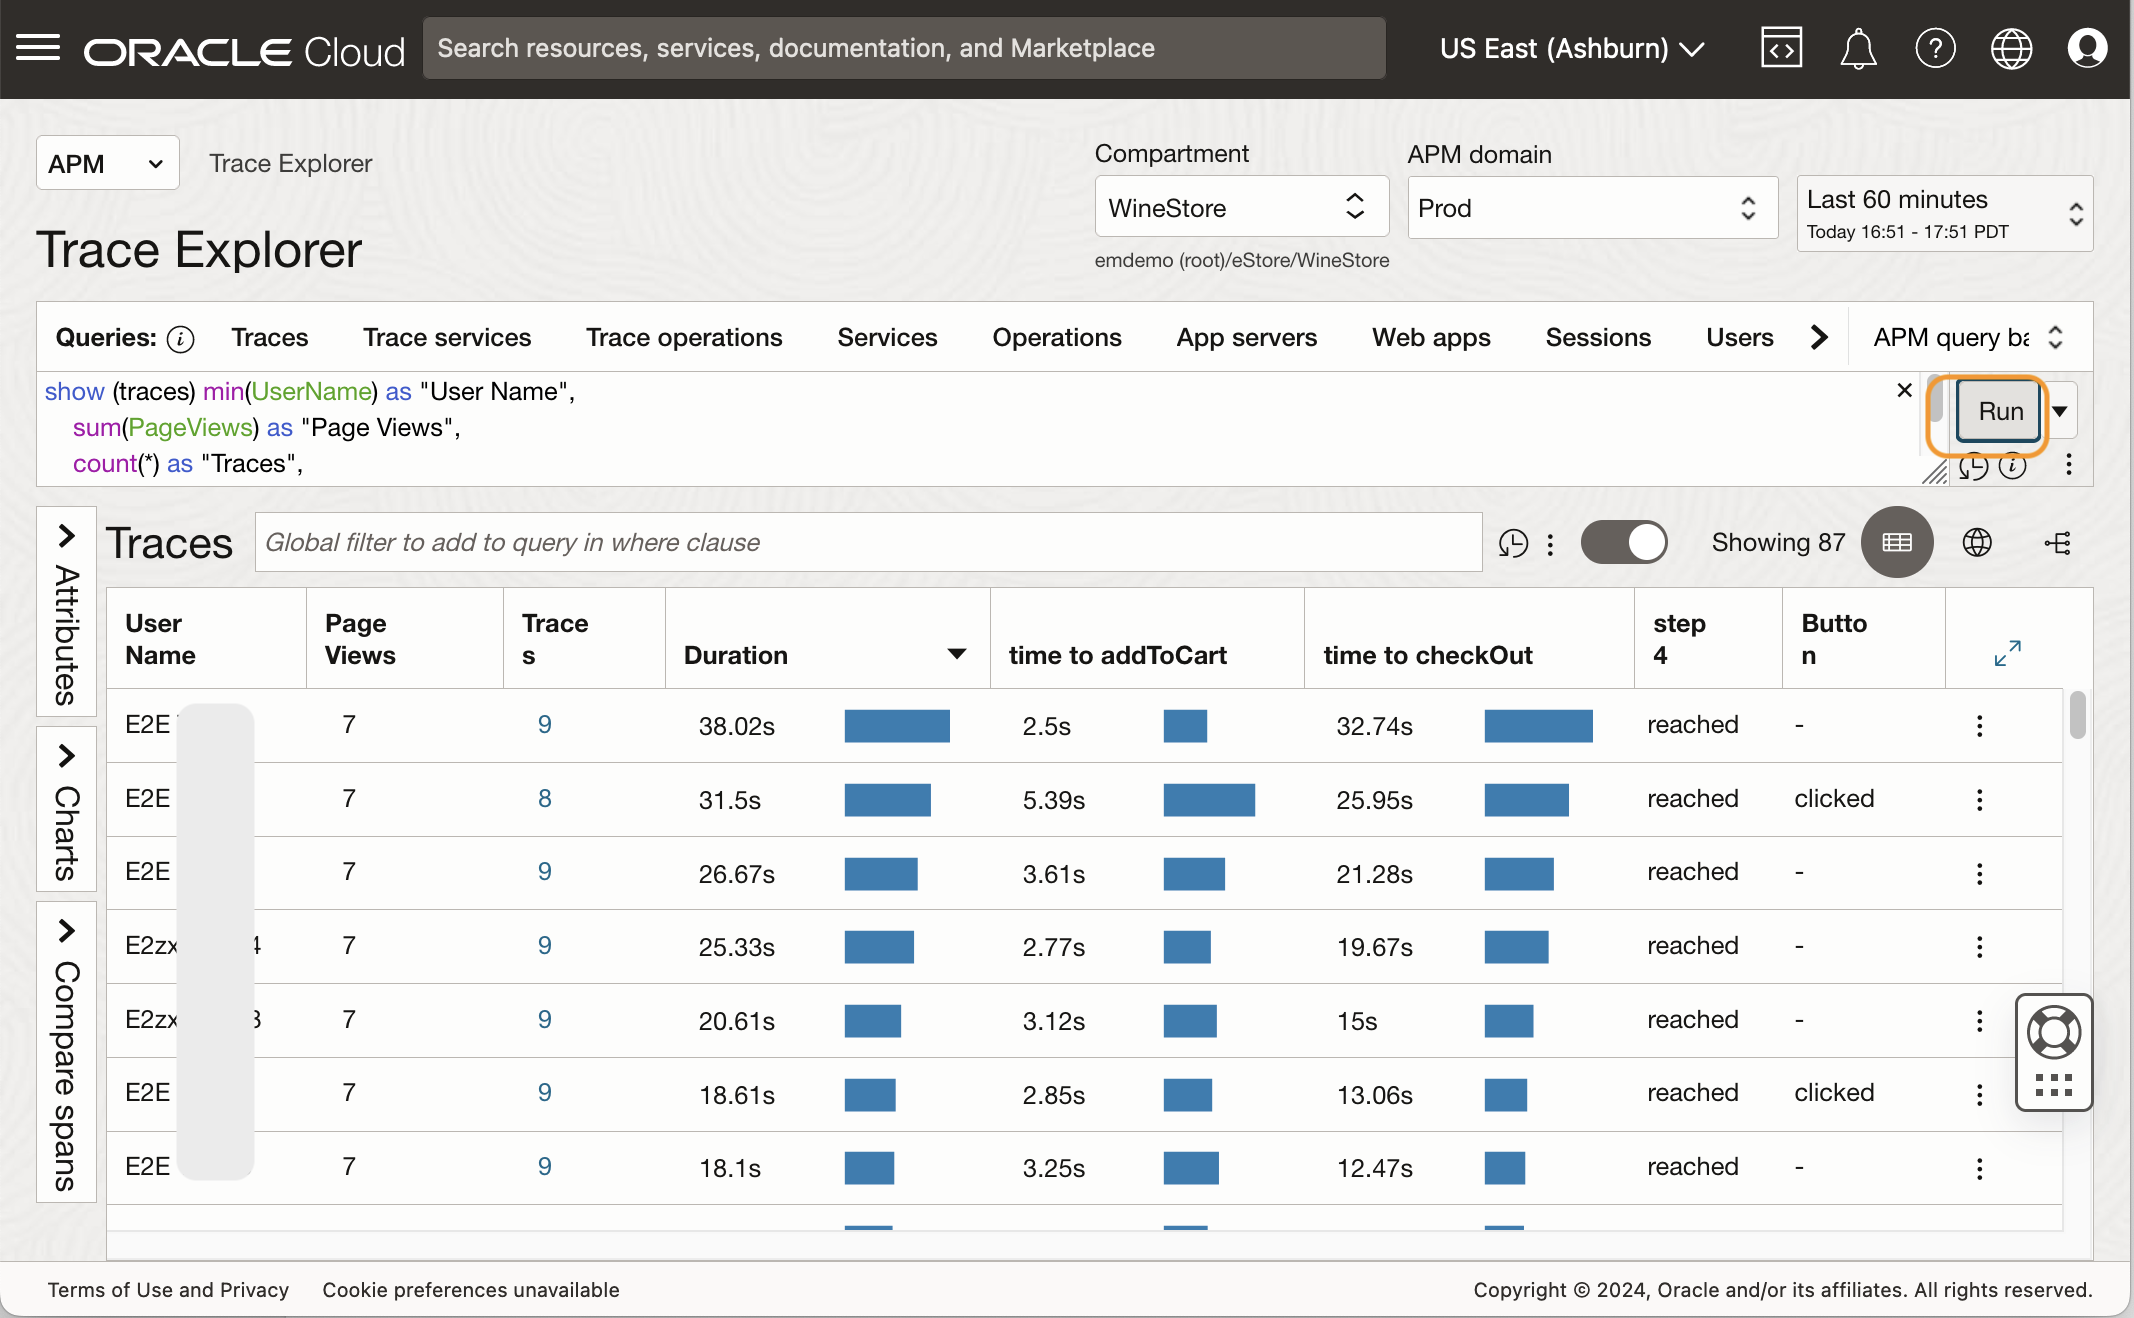 ORACLE Cloud
Search resources, services, documentation, and Marketplace
US East (Ashburn)
APM
Trace Explorer
Compartment
APM domain
WineStore
Prod
Last 60 minutes
Today 16:51 - 17:51 PDT
emdemo (root)/eStore/WineStore
Trace Explorer
Queries: Traces Trace services Trace operations Services Operations App servers Web apps Sessions Users
APM query ba
show (traces) min(UserName) as "User Name",
sum(PageViews) as "Page Views",
count(*) as "Traces",
Run
Attributes
Charts
Compare spans
Traces
Global filter to add to query in where clause
Showing 87
User Name Page Views Traces Duration time to addToCart time to checkOut step 4 Button
E2E 7 9 38.02s 2.5s 32.74s reached -
E2E 7 8 31.5s 5.39s 25.95s reached clicked
E2E 7 9 26.67s 3.61s 21.28s reached -
E2zx 4 7 9 25.33s 2.77s 19.67s reached -
E2zx 3 7 9 20.61s 3.12s 15s reached -
E2E 7 9 18.61s 2.85s 13.06s reached clicked
E2E 7 9 18.1s 3.25s 12.47s reached -
Terms of Use and Privacy Cookie preferences unavailable
Copyright © 2024, Oracle and/or its affiliates. All rights reserved.